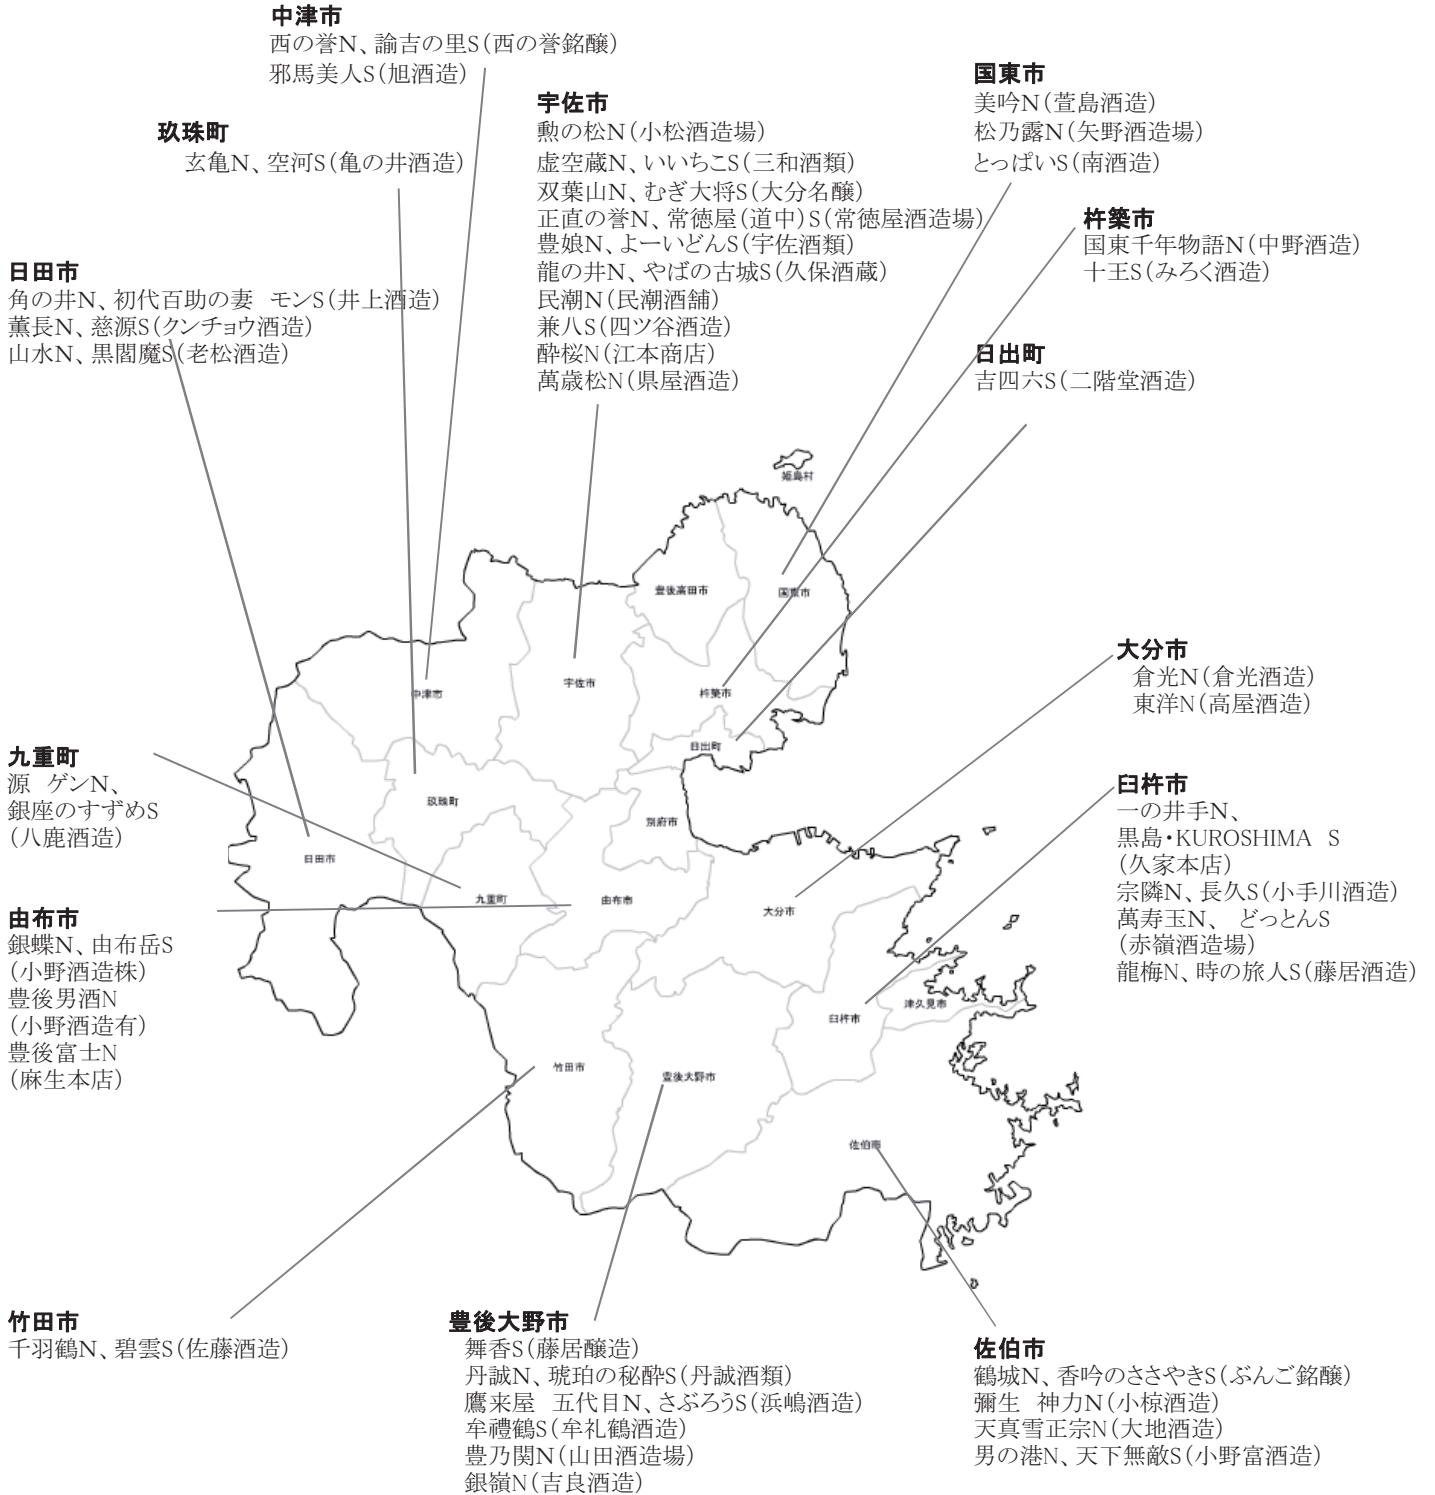 中津市
西の誉N、諭吉の里S(西の誉銘醸)
邪馬美人S(旭酒造)
玖珠町
玄亀N、空河S(亀の井酒造)
宇佐市
勲の松N(小松酒造場)
虚空蔵N、いいちこS(三和酒類)
双葉山N、むぎ大将S(大分名醸)
正直の誉N、常徳屋(道中)S(常徳屋酒造場)
豊娘N、よーいどんS(宇佐酒類)
龍の井N、やばの古城S(久保酒蔵)
民潮N(民潮酒舗)
兼八S(四ツ谷酒造)
酔桜N(江本商店)
萬歳松N(県屋酒造)
国東市
美吟N(萱島酒造)
松乃露N(矢野酒造場)
とっぱいS(南酒造)
杵築市
国東千年物語N(中野酒造)
十王S(みろく酒造)
日出町
吉四六S(二階堂酒造)
日田市
角の井N、初代百助の妻 モンS(井上酒造)
薫長N、慈源S(クンチョウ酒造)
山水N、黒閻魔S(老松酒造)
姫島村
豊後高田市
国東市
宇佐市
中津市
杵築市
日出町
玖珠町
別府市
日田市
九重町
由布市
大分市
津久見市
臼杵市
竹田市
豊後大野市
佐伯市
大分市
倉光N(倉光酒造)
東洋N(高屋酒造)
九重町
源 ゲンN、
銀座のすずめS
(八鹿酒造)
臼杵市
一の井手N、
黒島・KUROSHIMA S
(久家本店)
宗隣N、長久S(小手川酒造)
萬寿玉N、 どっとんS
(赤嶺酒造場)
龍梅N、時の旅人S(藤居酒造)
由布市
銀蝶N、由布岳S
(小野酒造株)
豊後男酒N
(小野酒造有)
豊後富士N
(麻生本店)
竹田市
千羽鶴N、碧雲S(佐藤酒造)
豊後大野市
舞香S(藤居醸造)
丹誠N、琥珀の秘酔S(丹誠酒類)
鷹来屋 五代目N、さぶろうS(浜嶋酒造)
牟禮鶴S(牟礼鶴酒造)
豊乃関N(山田酒造場)
銀嶺N(吉良酒造)
佐伯市
鶴城N、香吟のささやきS(ぶんご銘醸)
彌生 神力N(小椋酒造)
天真雪正宗N(大地酒造)
男の港N、天下無敵S(小野富酒造)